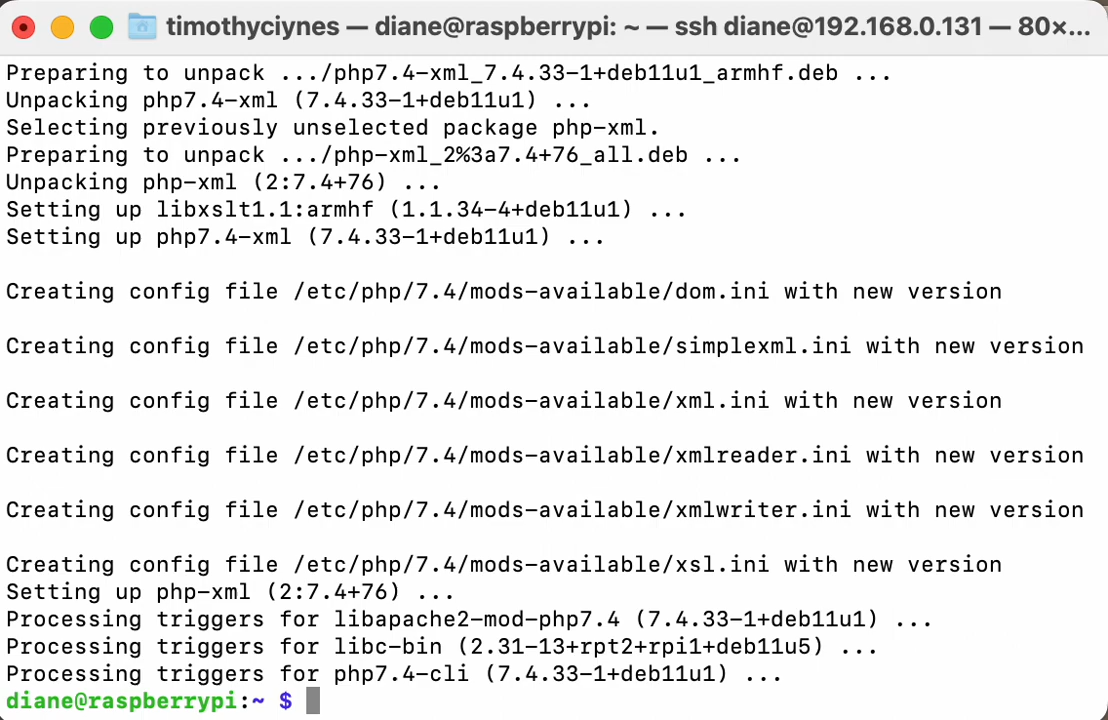 timothyciynes — diane@raspberrypi: ~ — ssh diane@192.168.0.131 — 80×...
Preparing to unpack .../php7.4-xml_7.4.33-1+deb11u1_armhf.deb ...
Unpacking php7.4-xml (7.4.33-1+deb11u1) ...
Selecting previously unselected package php-xml.
Preparing to unpack .../php-xml_2%3a7.4+76_all.deb ...
Unpacking php-xml (2:7.4+76) ...
Setting up libxslt1.1:armhf (1.1.34-4+deb11u1) ...
Setting up php7.4-xml (7.4.33-1+deb11u1) ...
Creating config file /etc/php/7.4/mods-available/dom.ini with new version
Creating config file /etc/php/7.4/mods-available/simplexml.ini with new version
Creating config file /etc/php/7.4/mods-available/xml.ini with new version
Creating config file /etc/php/7.4/mods-available/xmlreader.ini with new version
Creating config file /etc/php/7.4/mods-available/xmlwriter.ini with new version
Creating config file /etc/php/7.4/mods-available/xsl.ini with new version
Setting up php-xml (2:7.4+76) ...
Processing triggers for libapache2-mod-php7.4 (7.4.33-1+deb11u1) ...
Processing triggers for libc-bin (2.31-13+rpt2+rpi1+deb11u5) ...
Processing triggers for php7.4-cli (7.4.33-1+deb11u1) ...
diane@raspberrypi:~ $